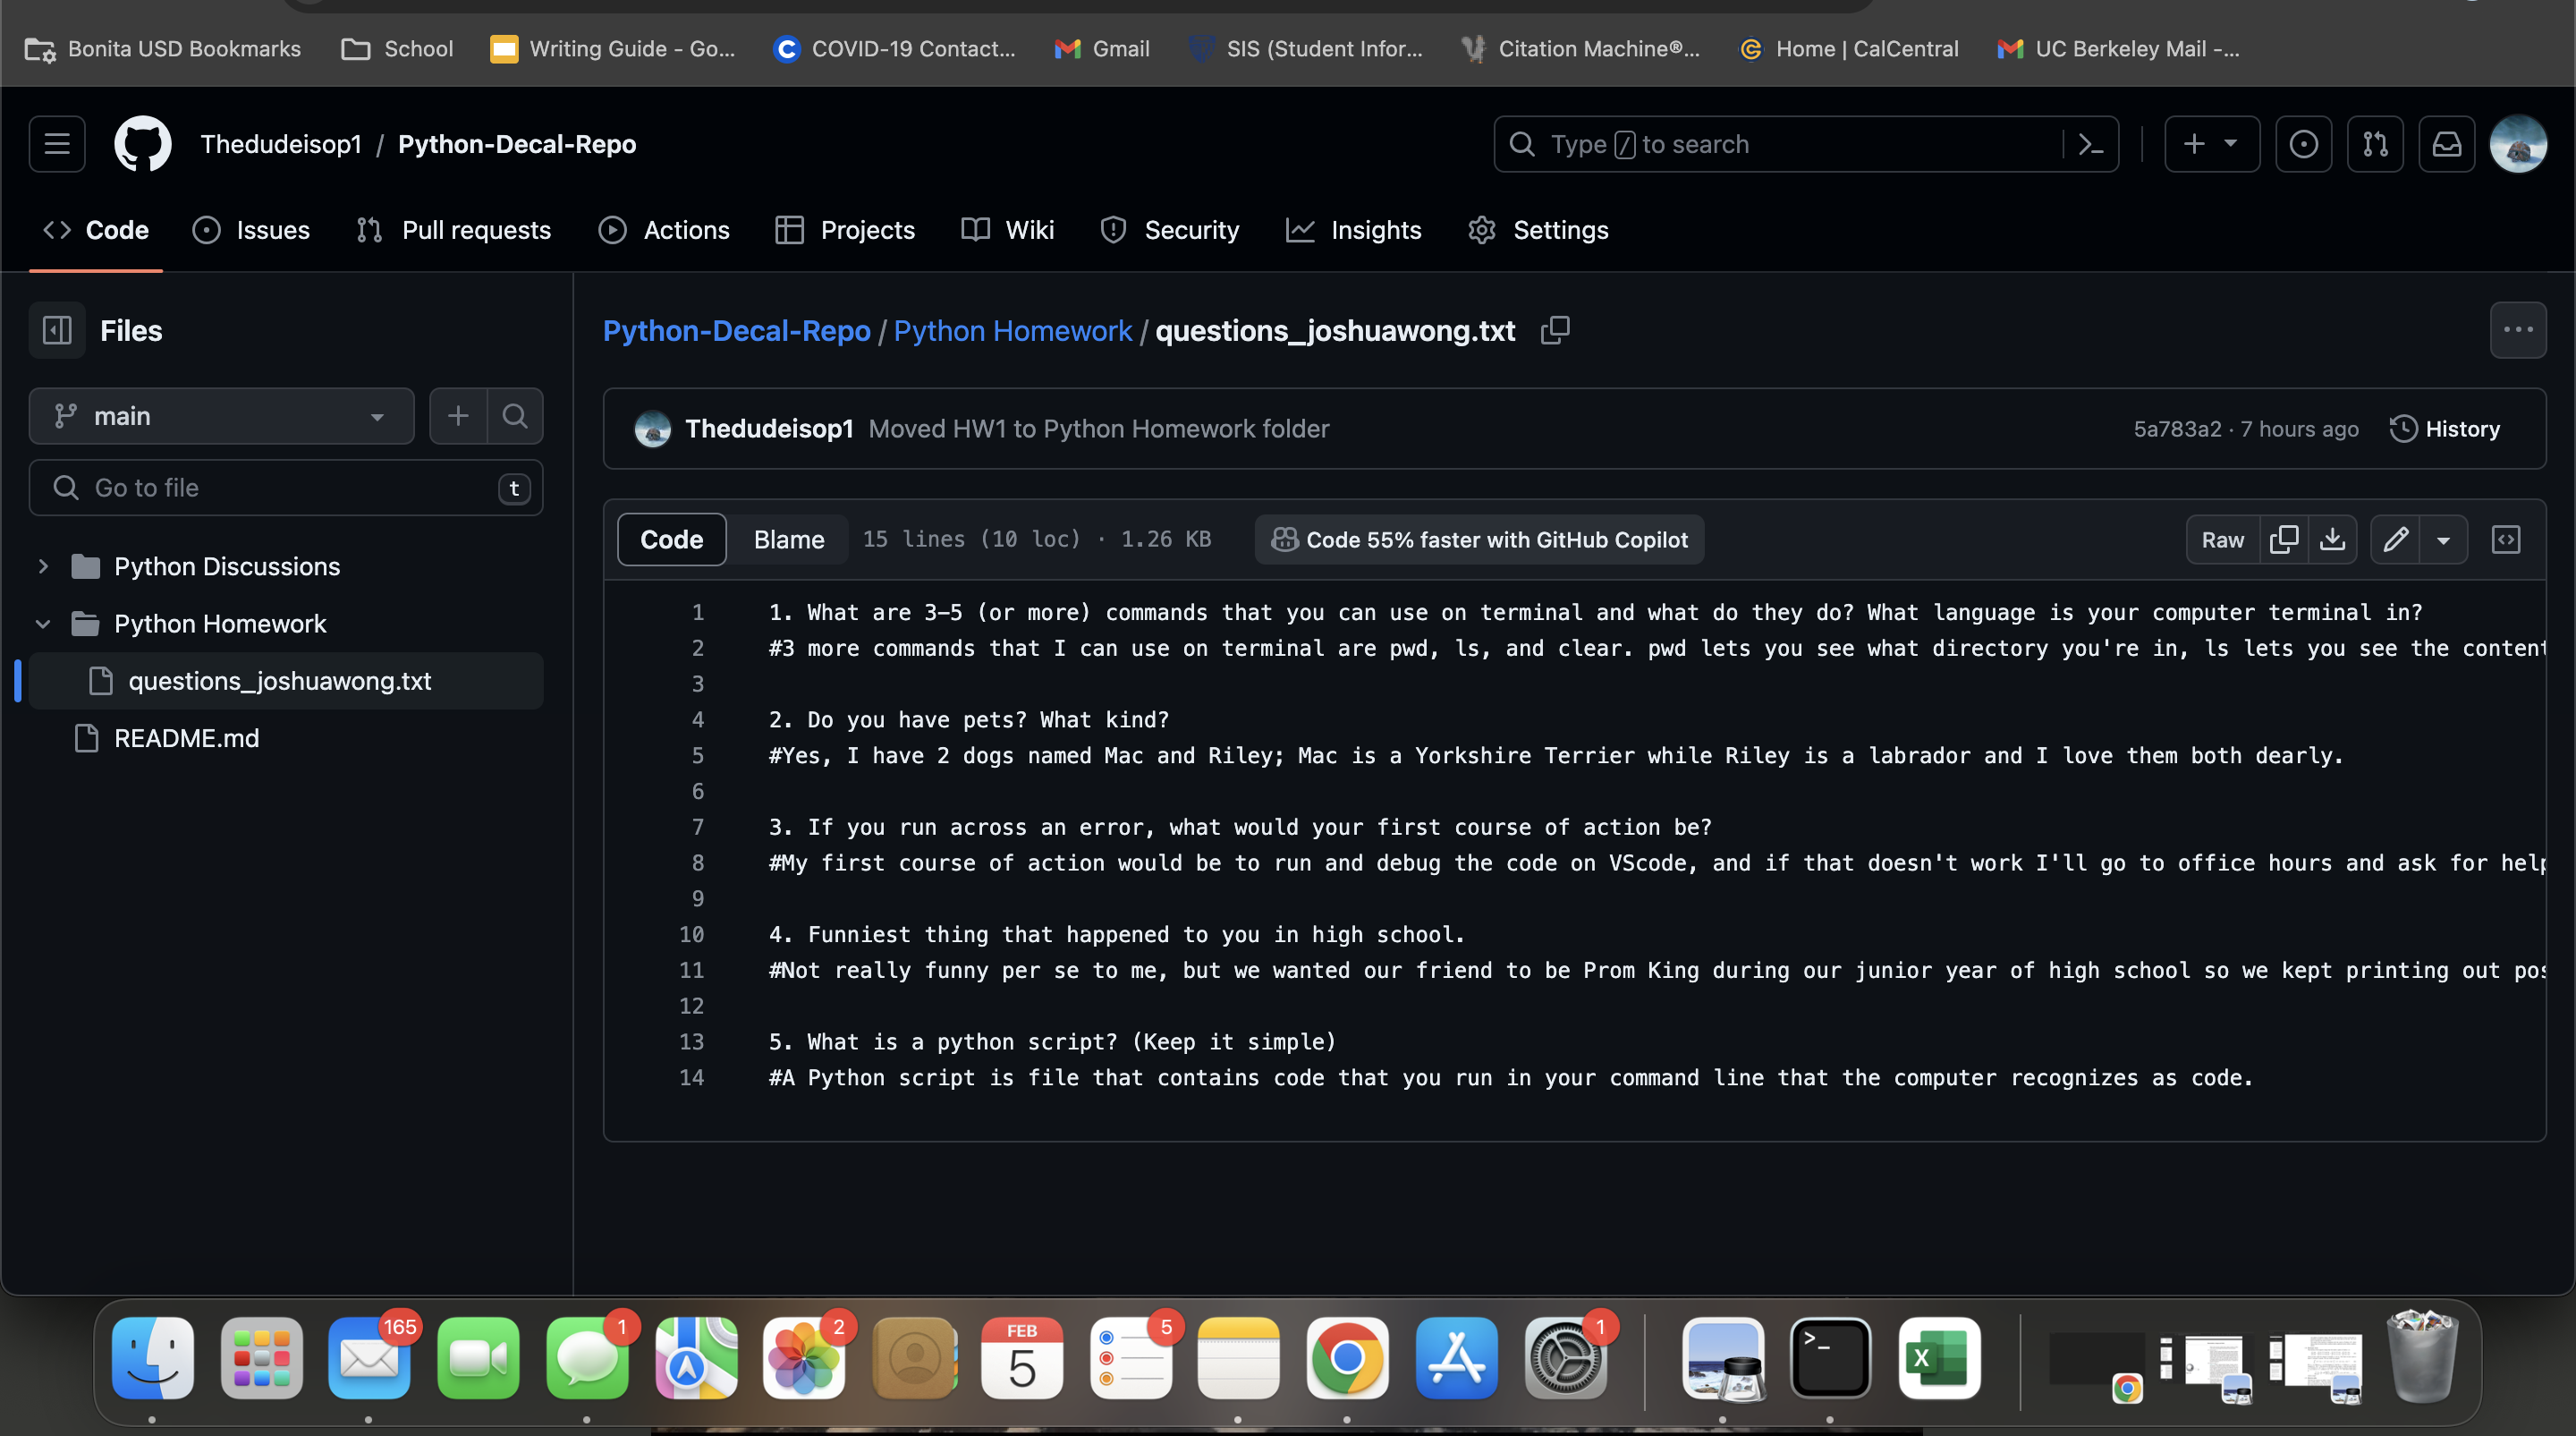 Bonita USD Bookmarks School Writing Guide - Go... COVID-19 Contact... Gmail SIS (Student Infor... Citation Machine®... Home | CalCentral UC Berkeley Mail -...
Thedudeisop1 / Python-Decal-Repo Type / to search
Code Issues Pull requests Actions Projects Wiki Security Insights Settings
Files
Python-Decal-Repo / Python Homework / questions_joshuawong.txt
main
Thedudeisop1 Moved HW1 to Python Homework folder 5a783a2 · 7 hours ago History
Go to file t
Code Blame 15 lines (10 loc) · 1.26 KB Code 55% faster with GitHub Copilot Raw
Python Discussions
Python Homework
questions_joshuawong.txt
README.md
1 1. What are 3-5 (or more) commands that you can use on terminal and what do they do? What language is your computer terminal in?
2 #3 more commands that I can use on terminal are pwd, ls, and clear. pwd lets you see what directory you're in, ls lets you see the content
3
4 2. Do you have pets? What kind?
5 #Yes, I have 2 dogs named Mac and Riley; Mac is a Yorkshire Terrier while Riley is a labrador and I love them both dearly.
6
7 3. If you run across an error, what would your first course of action be?
8 #My first course of action would be to run and debug the code on VScode, and if that doesn't work I'll go to office hours and ask for help
9
10 4. Funniest thing that happened to you in high school.
11 #Not really funny per se to me, but we wanted our friend to be Prom King during our junior year of high school so we kept printing out pos
12
13 5. What is a python script? (Keep it simple)
14 #A Python script is file that contains code that you run in your command line that the computer recognizes as code.
165 1 2 FEB 5 5 1